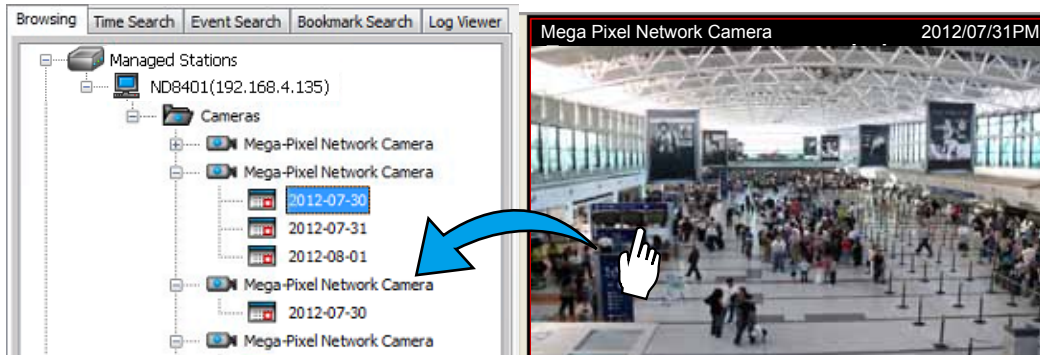 Browsing Time Search Event Search Bookmark Search Log Viewer
Managed Stations
ND8401(192.168.4.135)
Cameras
Mega-Pixel Network Camera
Mega-Pixel Network Camera
2012-07-30
2012-07-31
2012-08-01
Mega-Pixel Network Camera
2012-07-30
Mega-Pixel Network Camera
Mega Pixel Network Camera 2012/07/31PM